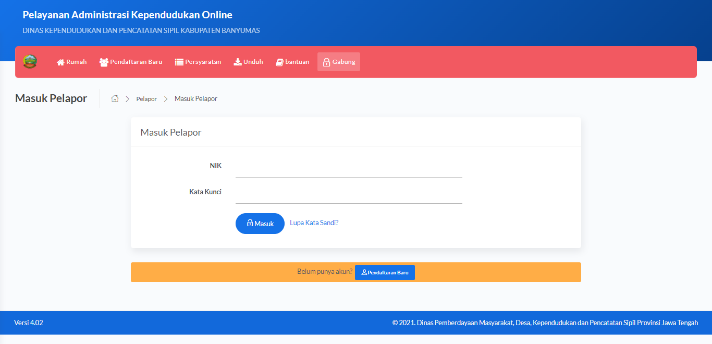 Pelayanan Administrasi Kependudukan Online
DINAS KEPENDUDUKAN DAN PENCATATAN SIPIL KABUPATEN BANYUMAS
Rumah Pendaftaran Baru Persyaratan Unduh bantuan Gabung
Masuk Pelapor Pelapor Masuk Pelapor
Masuk Pelapor
NIK
Kata Kunci
Masuk Lupa Kata Sandi?
Belum punya akun? Pendaftaran Baru
Versi 4.02 © 2021. Dinas Pemberdayaan Masyarakat, Desa, Kependudukan dan Pencatatan Sipil Provinsi Jawa Tengah